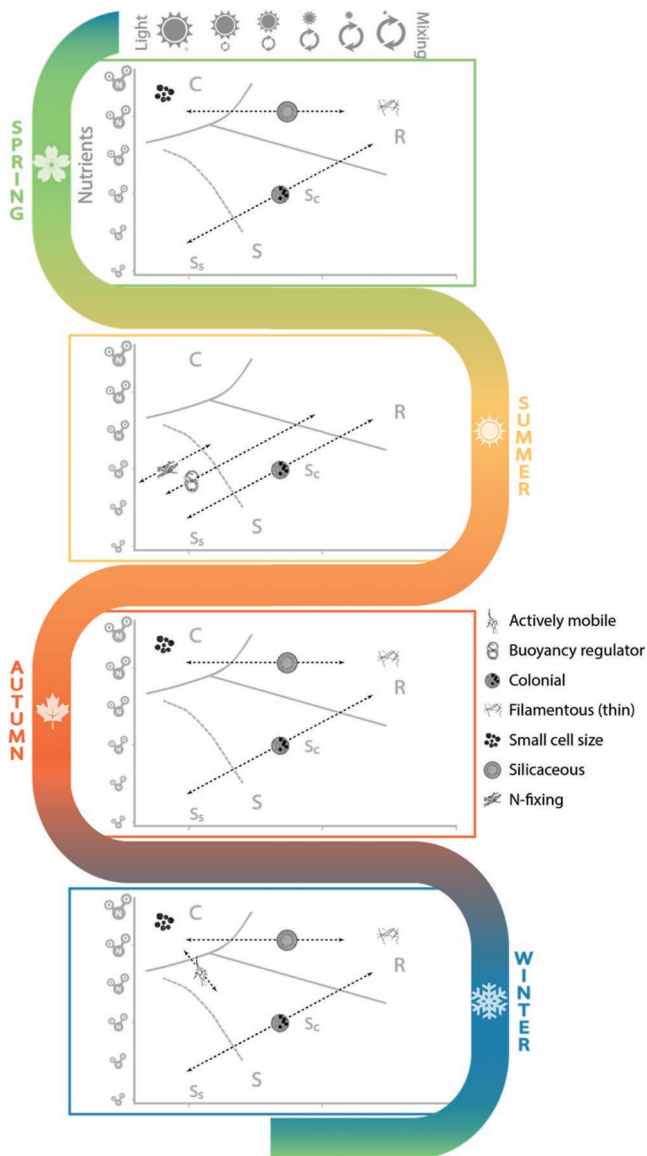 Light
Mixing
SPRING
Nutrients
N
C
R
Sc
Ss
S
SUMMER
N
C
R
Sc
Ss
S
AUTUMN
N
C
R
Sc
Ss
S
Actively mobile
Buoyancy regulator
Colonial
Filamentous (thin)
Small cell size
Silicaceous
N-fixing
WINTER
N
C
R
Sc
Ss
S